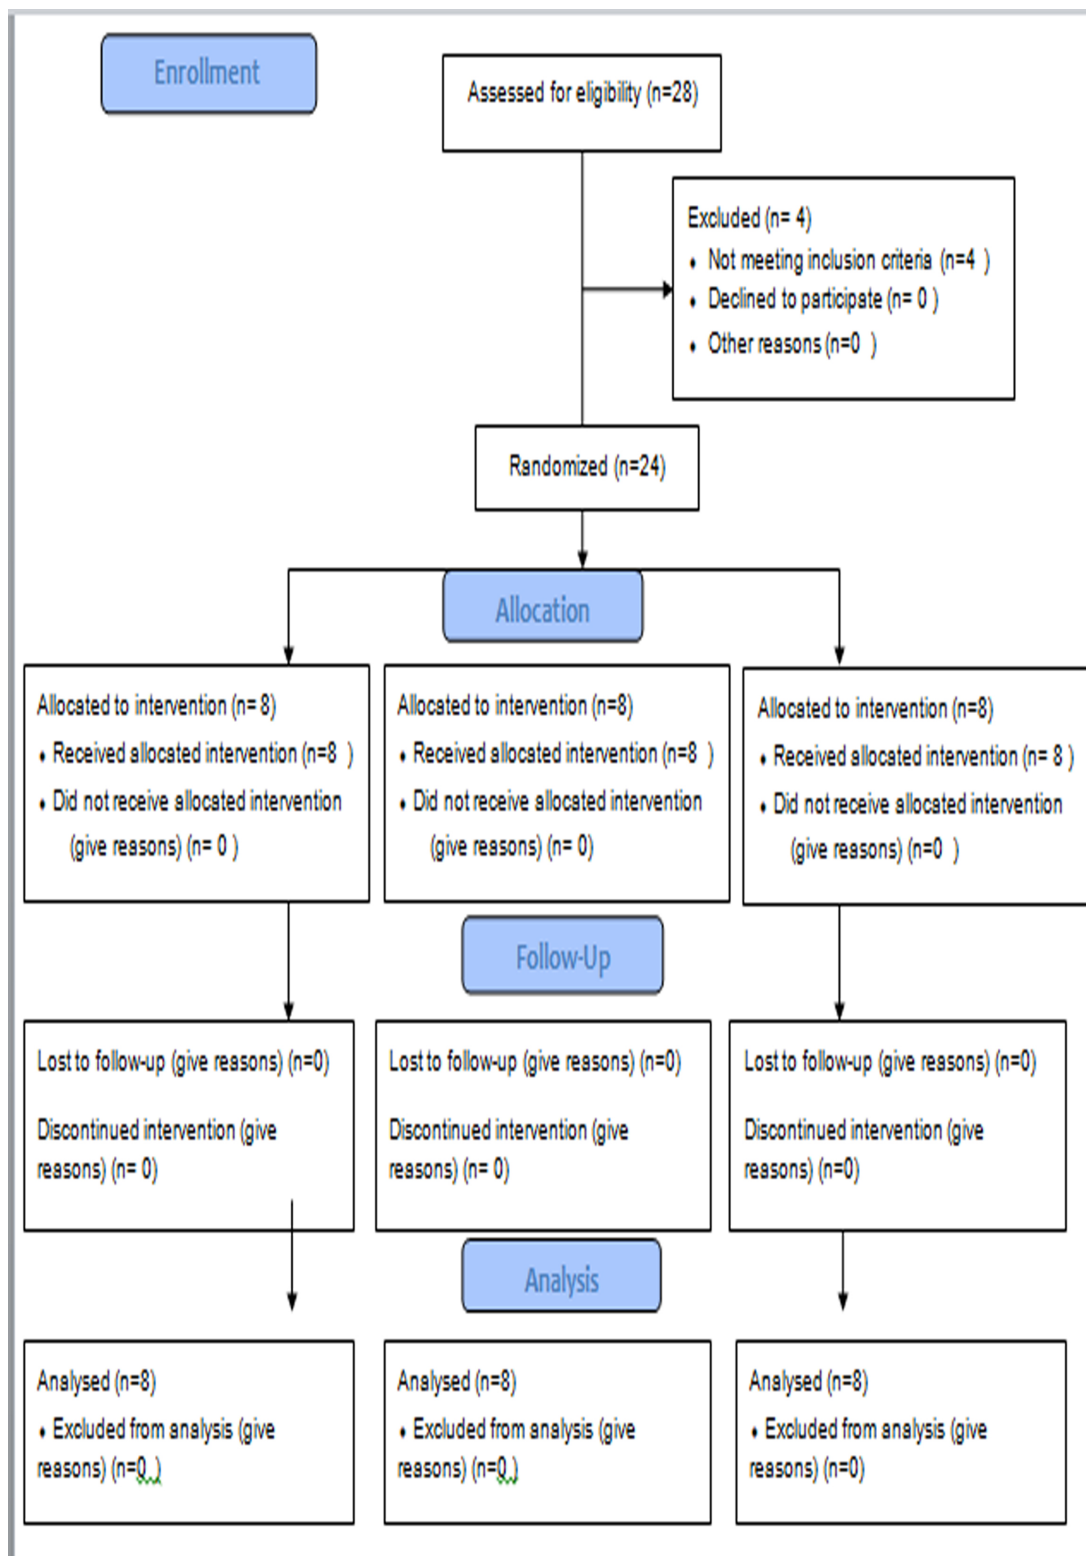 Enrollment
Assessed for eligibility (n=28)
Excluded (n= 4)
• Not meeting inclusion criteria (n=4 )
• Declined to participate (n= 0 )
• Other reasons (n=0 )
Randomized (n=24)
Allocation
Allocated to intervention (n= 8)
• Received allocated intervention (n=8 )
• Did not receive allocated intervention
(give reasons) (n= 0 )
Allocated to intervention (n=8)
• Received allocated intervention (n=8 )
• Did not receive allocated intervention
(give reasons) (n= 0)
Allocated to intervention (n=8)
• Received allocated intervention (n= 8 )
• Did not receive allocated intervention
(give reasons) (n=0 )
Follow-Up
Lost to follow-up (give reasons) (n=0)
Discontinued intervention (give
reasons) (n= 0)
Lost to follow-up (give reasons) (n=0)
Discontinued intervention (give
reasons) (n= 0)
Lost to follow-up (give reasons) (n=0)
Discontinued intervention (give
reasons) (n=0)
Analysis
Analysed (n=8)
• Excluded from analysis (give
reasons) (n=0 )
Analysed (n=8)
• Excluded from analysis (give
reasons) (n=0 )
Analysed (n=8)
• Excluded from analysis (give
reasons) (n=0)